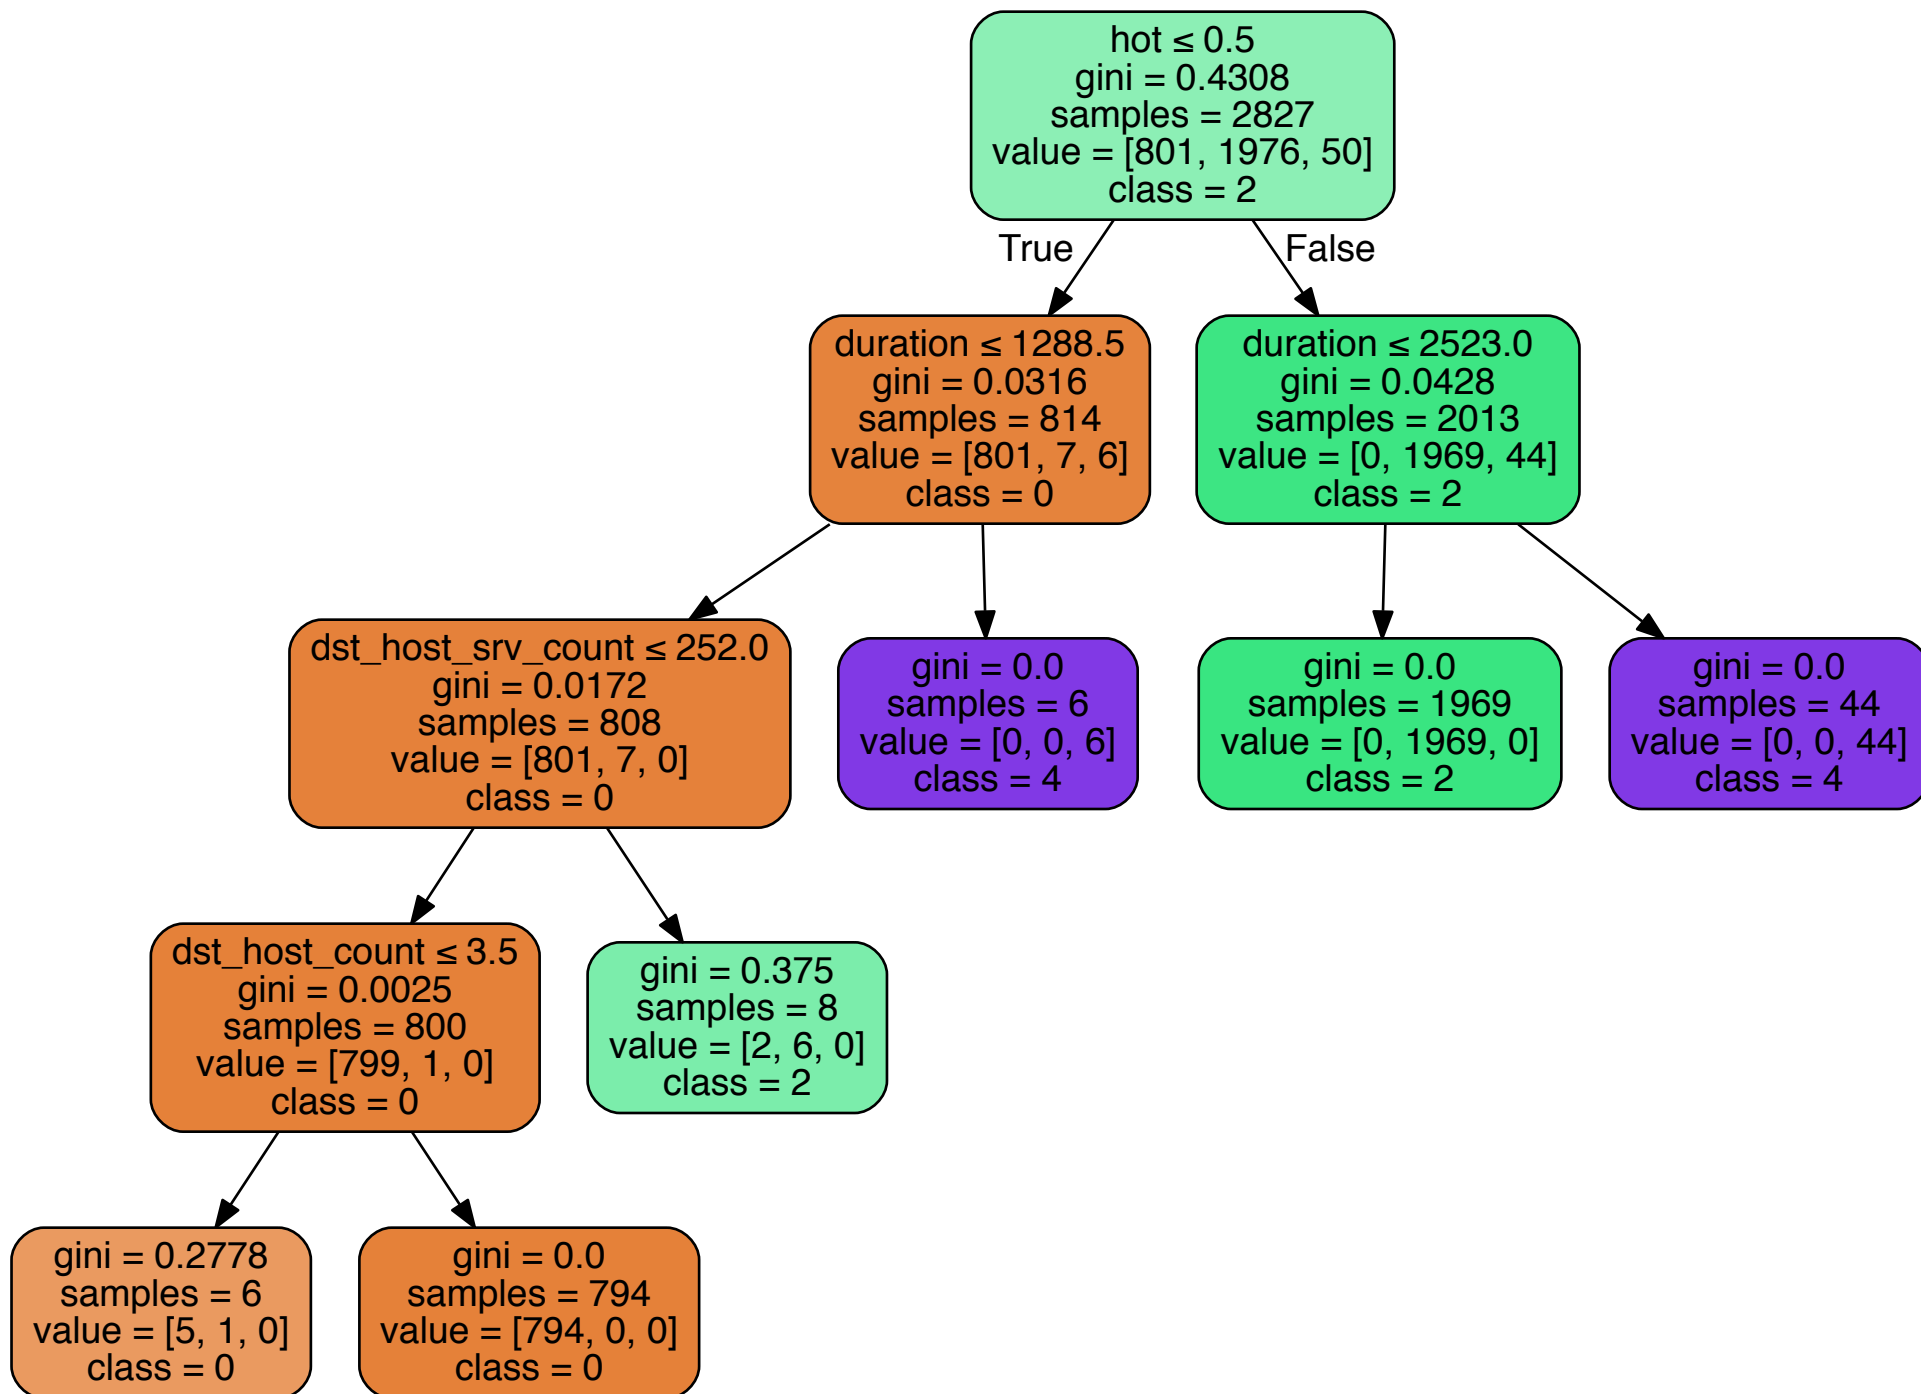 hot ≤ 0.5
gini = 0.4308
samples = 2827
value = [801, 1976, 50]
class = 2
True
False
duration ≤ 1288.5
gini = 0.0316
samples = 814
value = [801, 7, 6]
class = 0
duration ≤ 2523.0
gini = 0.0428
samples = 2013
value = [0, 1969, 44]
class = 2
dst_host_srv_count ≤ 252.0
gini = 0.0172
samples = 808
value = [801, 7, 0]
class = 0
gini = 0.0
samples = 6
value = [0, 0, 6]
class = 4
gini = 0.0
samples = 1969
value = [0, 1969, 0]
class = 2
gini = 0.0
samples = 44
value = [0, 0, 44]
class = 4
dst_host_count ≤ 3.5
gini = 0.0025
samples = 800
value = [799, 1, 0]
class = 0
gini = 0.375
samples = 8
value = [2, 6, 0]
class = 2
gini = 0.2778
samples = 6
value = [5, 1, 0]
class = 0
gini = 0.0
samples = 794
value = [794, 0, 0]
class = 0